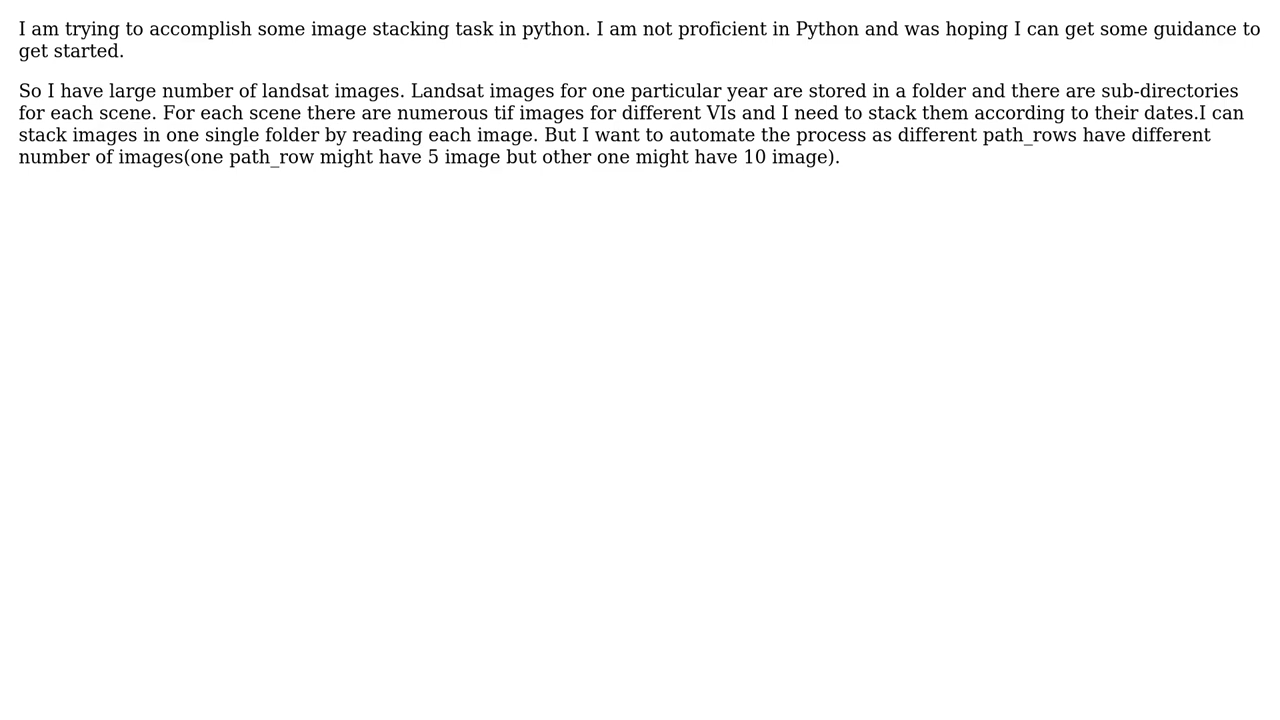 I am trying to accomplish some image stacking task in python. I am not proficient in Python and was hoping I can get some guidance to
get started.
So I have large number of landsat images. Landsat images for one particular year are stored in a folder and there are sub-directories
for each scene. For each scene there are numerous tif images for different VIs and I need to stack them according to their dates.I can
stack images in one single folder by reading each image. But I want to automate the process as different path_rows have different
number of images(one path_row might have 5 image but other one might have 10 image).